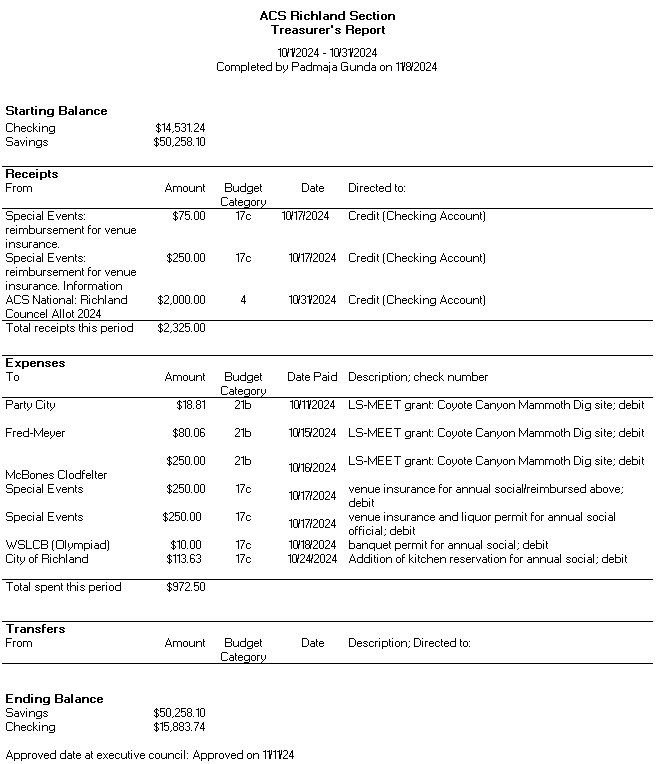 ACS Richland Section
Treasurer's Report
10/1/2024 - 10/31/2024
Completed by Padmaja Gunda on 11/8/2024
Starting Balance
Checking $14,531.24
Savings $50,258.10
Receipts
From Amount Budget Date Directed to:
Category
Special Events: $75.00 17c 10/17/2024 Credit (Checking Account)
reimbursement for venue
insurance.
Special Events: $250.00 17c 10/17/2024 Credit (Checking Account)
reimbursement for venue
insurance. Information
ACS National: Richland $2,000.00 4 10/31/2024 Credit (Checking Account)
Councel Allot 2024
Total receipts this period $2,325.00
Expenses
To Amount Budget Date Paid Description; check number
Category
Party City $18.81 21b 10/11/2024 LS-MEET grant: Coyote Canyon Mammoth Dig site; debit
Fred-Meyer $80.06 21b 10/15/2024 LS-MEET grant: Coyote Canyon Mammoth Dig site; debit
$250.00 21b 10/16/2024 LS-MEET grant: Coyote Canyon Mammoth Dig site; debit
McBones Clodfelter
Special Events $250.00 17c 10/17/2024 venue insurance for annual social/reimbursed above;
debit
Special Events $250.00 17c 10/17/2024 venue insurance and liquor permit for annual social
official; debit
WSLCB (Olympiad) $10.00 17c 10/18/2024 banquet permit for annual social; debit
City of Richland $113.63 17c 10/24/2024 Addition of kitchen reservation for annual social; debit
Total spent this period $972.50
Transfers
From Amount Budget Date Description; Directed to:
Category
Ending Balance
Savings $50,258.10
Checking $15,883.74
Approved date at executive council: Approved on 11/11/24